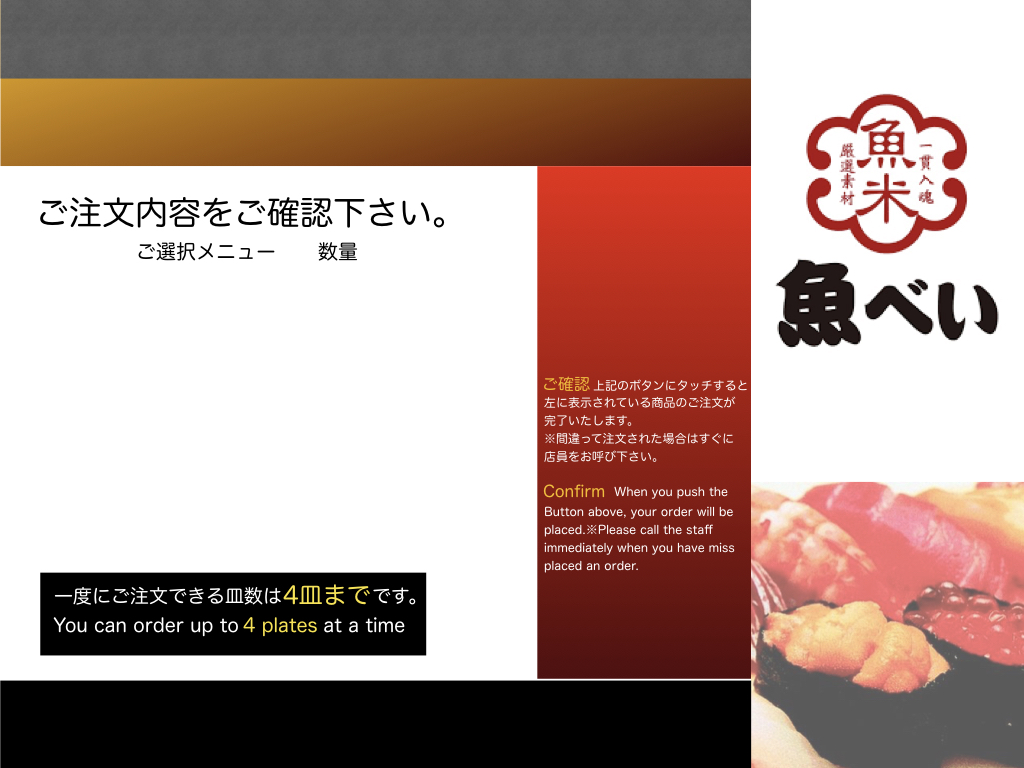 ご注文内容をご確認下さい。
ご選択メニュー 数量
一度にご注文できる皿数は4皿までです。
You can order up to 4 plates at a time
ご確認 上記のボタンにタッチすると
左に表示されている商品のご注文が
完了いたします。
※間違って注文された場合はすぐに
店員をお呼び下さい。
Confirm When you push the
Button above, your order will be
placed.※Please call the staff
immediately when you have miss
placed an order.
一貫入魂
魚米
厳選素材
魚べい